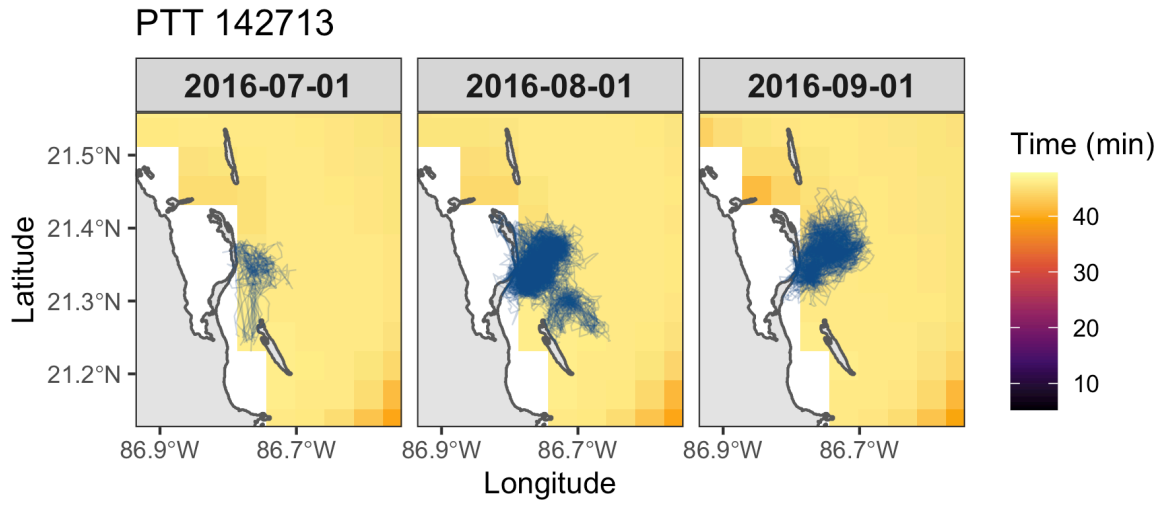 PTT 142713
2016-07-01 2016-08-01 2016-09-01
Time (min)
21.5°N
21.4°N
21.3°N
21.2°N
40
30
20
10
86.9°W 86.7°W 86.9°W 86.7°W 86.9°W 86.7°W
Latitude
Longitude